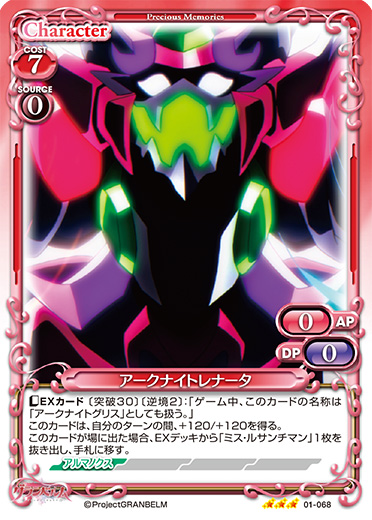 Precious Memories
Character
COST
7
SOURCE
0
0 AP
DP 0
アークナイトレナータ
EXカード [突破30] [逆境2]:「ゲーム中、このカードの名称は
「アークナイトグリス」としても扱う。」
このカードは、自分のターンの間、+120/+120を得る。
このカードが場に出た場合、EXデッキから「ミス・ルサンチマン」1枚を
抜き出し、手札に移す。
アルマノクス
グランベルム
©ProjectGRANBELM
01-068